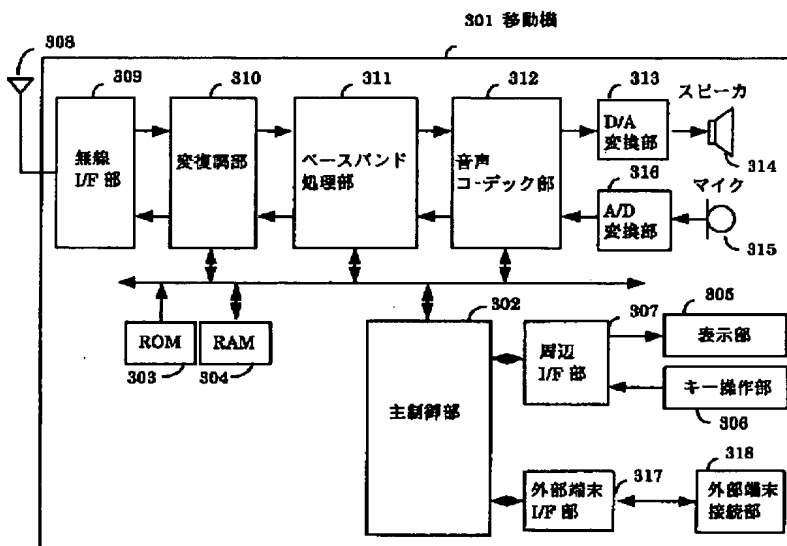 301 移動機
308
309
310
311
312
313
スピーカ
無線
I/F 部
変復調部
ベースバンド
処理部
音声
コ-デック部
D/A
変換部
314
316
マイク
A/D
変換部
315
302
307
305
ROM
RAM
303
304
主制御部
周辺
I/F 部
表示部
キー操作部
306
317
318
外部端末
I/F 部
外部端末
接続部